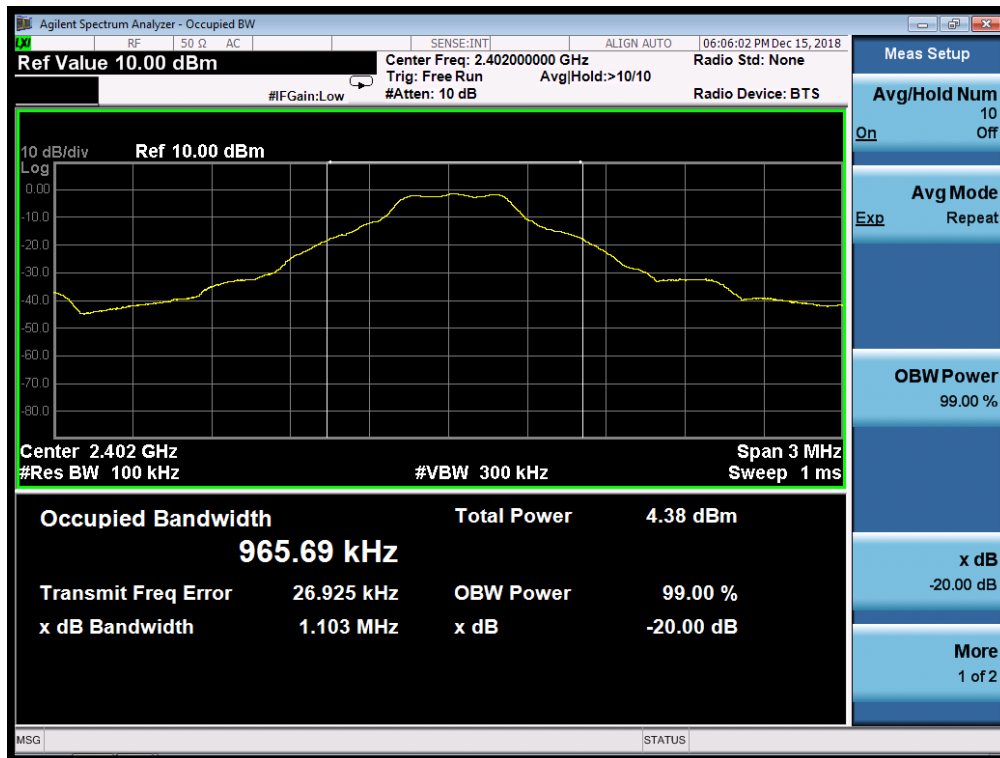 Agilent Spectrum Analyzer - Occupied BW
LXI RF 50 Ω AC SENSE:INT ALIGN AUTO 06:06:02 PM Dec 15, 2018
Ref Value 10.00 dBm
Center Freq: 2.402000000 GHz
Radio Std: None
Trig: Free Run Avg|Hold:>10/10
#IFGain:Low
#Atten: 10 dB
Radio Device: BTS
10 dB/div Ref 10.00 dBm
Log
0.00
-10.0
-20.0
-30.0
-40.0
-50.0
-60.0
-70.0
-80.0
Center 2.402 GHz
Span 3 MHz
#Res BW 100 kHz
#VBW 300 kHz
Sweep 1 ms
Occupied Bandwidth
965.69 kHz
Total Power 4.38 dBm
Transmit Freq Error 26.925 kHz
OBW Power 99.00 %
x dB Bandwidth 1.103 MHz
x dB -20.00 dB
Meas Setup
Avg/Hold Num
10
On Off
Avg Mode
Exp Repeat
OBW Power
99.00 %
x dB
-20.00 dB
More
1 of 2
MSG
STATUS